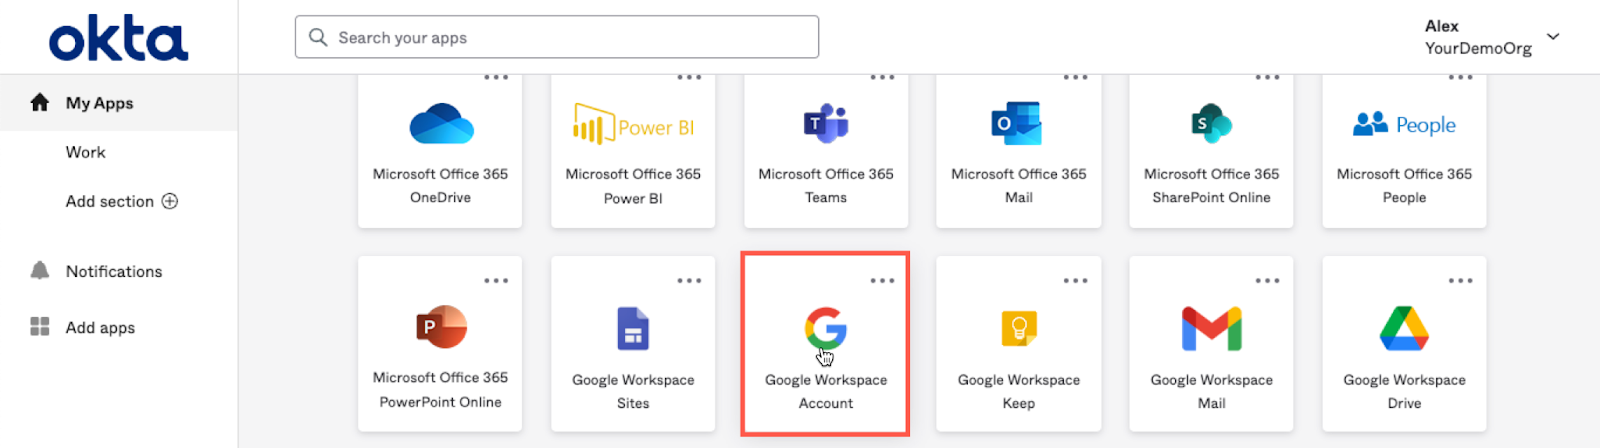 okta
Search your apps
Alex
YourDemoOrg
My Apps
Work
Add section
Notifications
Add apps
Microsoft Office 365
OneDrive
Power BI
Microsoft Office 365
Power BI
T
Microsoft Office 365
Teams
O
Microsoft Office 365
Mail
S
Microsoft Office 365
SharePoint Online
People
Microsoft Office 365
People
P
Microsoft Office 365
PowerPoint Online
Google Workspace
Sites
G
Google Workspace
Account
Google Workspace
Keep
M
Google Workspace
Mail
Google Workspace
Drive